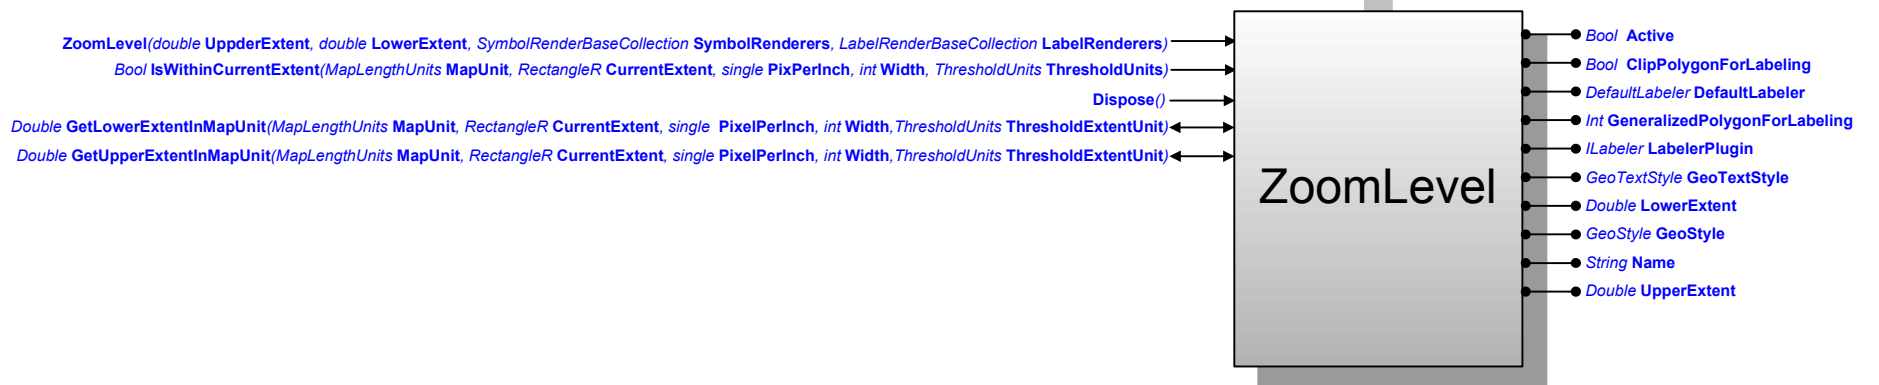 ZoomLevel(double UppderExtent, double LowerExtent, SymbolRenderBaseCollection SymbolRenderers, LabelRenderBaseCollection LabelRenderers)
Bool IsWithinCurrentExtent(MapLengthUnits MapUnit, RectangleR CurrentExtent, single PixPerInch, int Width, ThresholdUnits ThresholdUnits)
Dispose()
Double GetLowerExtentInMapUnit(MapLengthUnits MapUnit, RectangleR CurrentExtent, single PixelPerInch, int Width,ThresholdUnits ThresholdExtentUnit)
Double GetUpperExtentInMapUnit(MapLengthUnits MapUnit, RectangleR CurrentExtent, single PixelPerInch, int Width,ThresholdUnits ThresholdExtentUnit)
ZoomLevel
Bool Active
Bool ClipPolygonForLabeling
DefaultLabeler DefaultLabeler
Int GeneralizedPolygonForLabeling
ILabeler LabelerPlugin
GeoTextStyle GeoTextStyle
Double LowerExtent
GeoStyle GeoStyle
String Name
Double UpperExtent